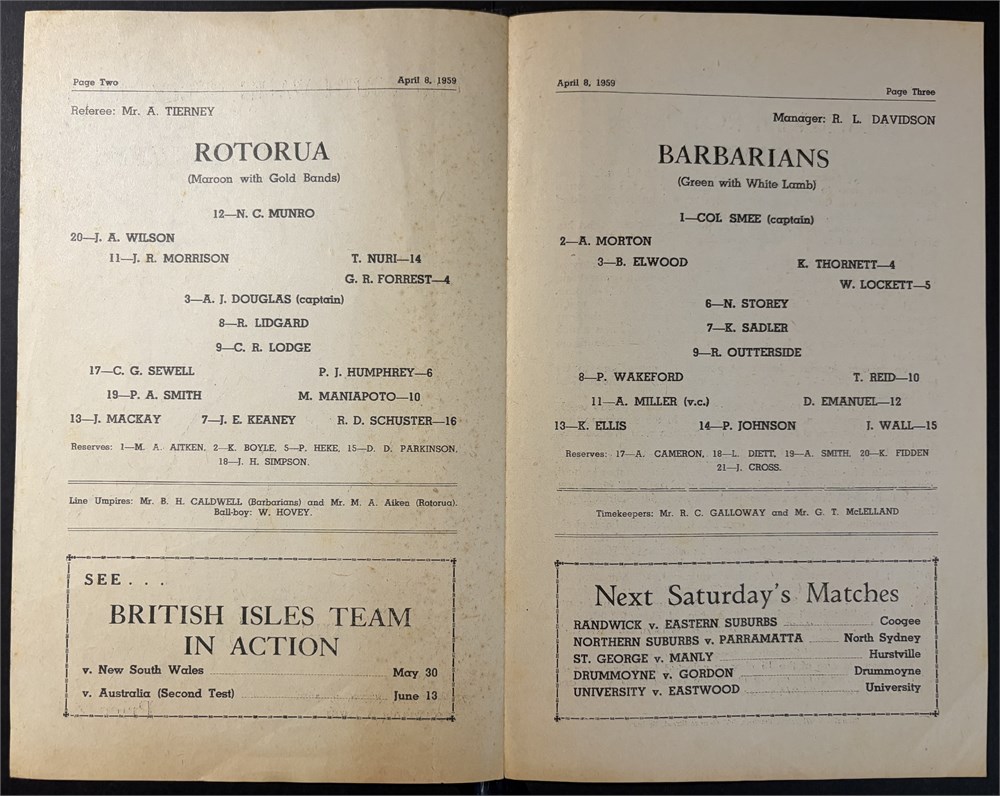 Page Two April 8, 1959
Referee: Mr. A. TIERNEY
ROTORUA
(Maroon with Gold Bands)
12—N. C. MUNRO
20—J. A. WILSON
11—J. R. MORRISON T. NURI—14
G. R. FORREST—4
3—A. J. DOUGLAS (captain)
8—R. LIDGARD
9—C. R. LODGE
17—C. G. SEWELL P. J. HUMPHREY—6
19—P. A. SMITH M. MANIAPOTO—10
13—J. MACKAY 7—J. E. KEANEY R. D. SCHUSTER—16
Reserves: 1—M. A. AITKEN, 2—K. BOYLE, 5—P. HEKE, 15—D. D. PARKINSON,
18—J. H. SIMPSON.
Line Umpires: Mr. B. H. CALDWELL (Barbarians) and Mr. M. A. Aiken (Rotorua).
Ball-boy: W. HOVEY.
SEE . . .
BRITISH ISLES TEAM
IN ACTION
v. New South Wales May 30
v. Australia (Second Test) June 13
April 8, 1959 Page Three
Manager: R. L. DAVIDSON
BARBARIANS
(Green with White Lamb)
1—COL SMEE (captain)
2—A. MORTON
3—B. ELWOOD K. THORNETT—4
W. LOCKETT—5
6—N. STOREY
7—K. SADLER
9—R. OUTTERSIDE
8—P. WAKEFORD T. REID—10
11—A. MILLER (v.c.) D. EMANUEL—12
13—K. ELLIS 14—P. JOHNSON J. WALL—15
Reserves: 17—A. CAMERON, 18—L. DIETT, 19—A. SMITH, 20—K. FIDDEN
21—J. CROSS.
Timekeepers: Mr. R. C. GALLOWAY and Mr. G. T. McLELLAND
Next Saturday's Matches
RANDWICK v. EASTERN SUBURBS Coogee
NORTHERN SUBURBS v. PARRAMATTA North Sydney
ST. GEORGE v. MANLY Hurstville
DRUMMOYNE v. GORDON Drummoyne
UNIVERSITY v. EASTWOOD University